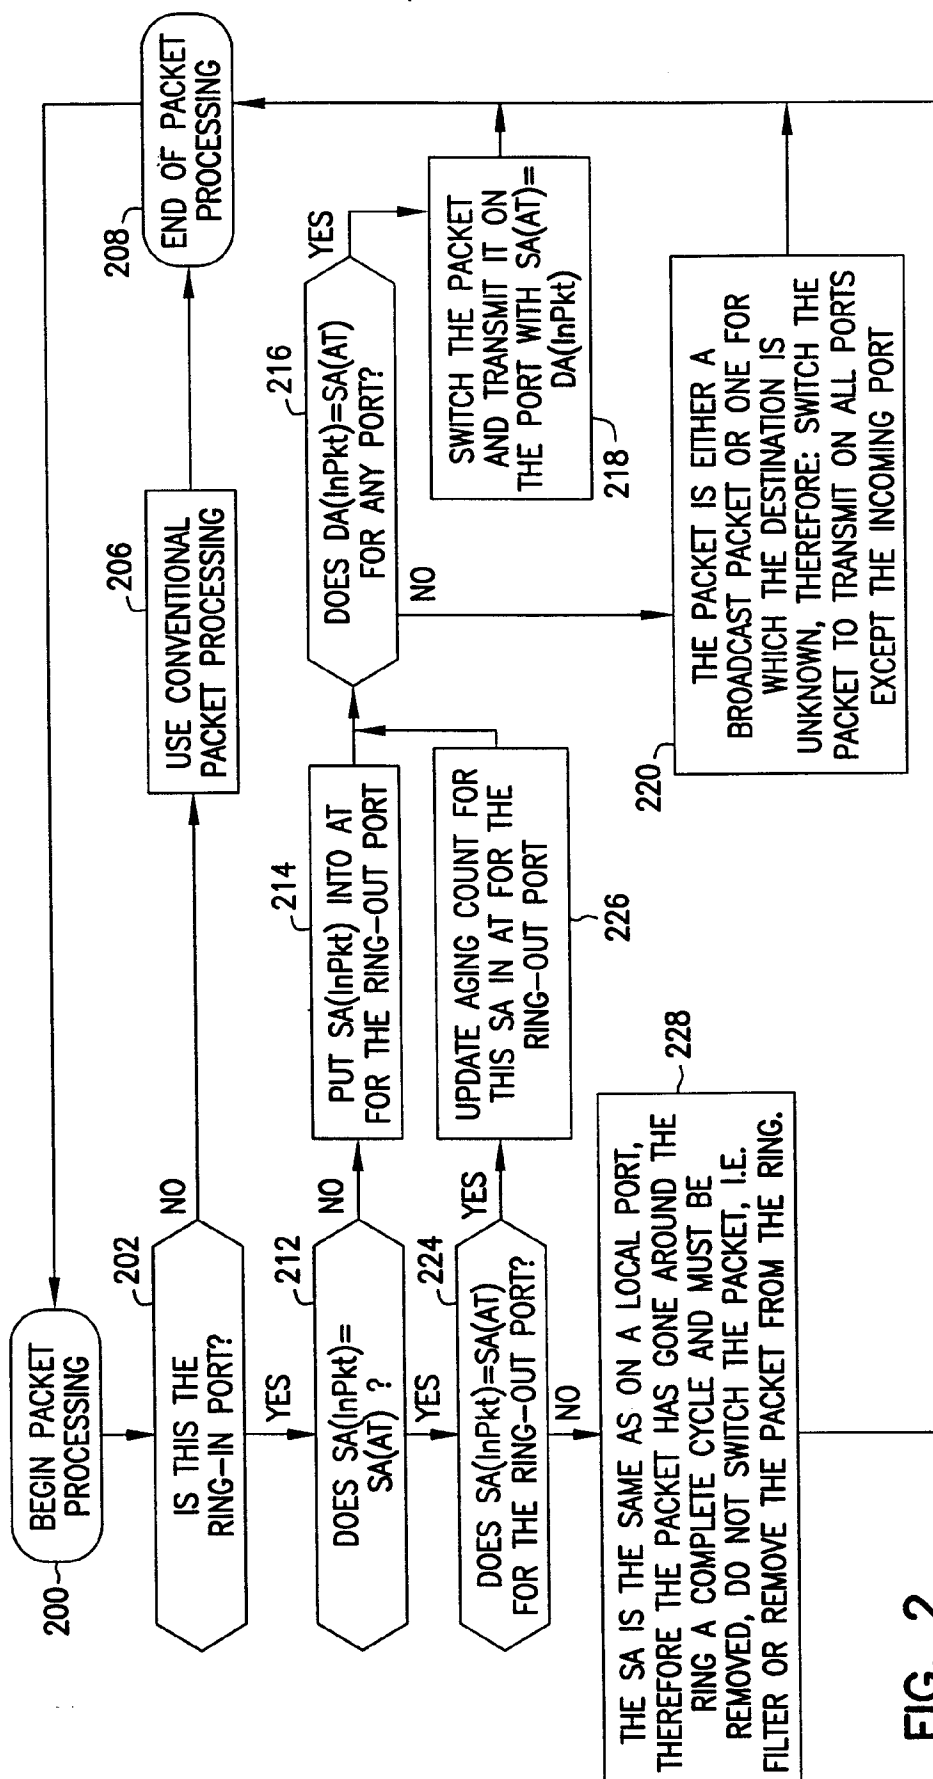 200
BEGIN PACKET
PROCESSING
202
IS THIS THE
RING-IN PORT?
NO
YES
206
USE CONVENTIONAL
PACKET PROCESSING
208
END OF PACKET
PROCESSING
212
DOES SA(InPkt)=
SA(AT) ?
NO
YES
214
PUT SA(InPkt) INTO AT
FOR THE RING-OUT PORT
216
DOES DA(InPkt)=SA(AT)
FOR ANY PORT?
YES
NO
SWITCH THE PACKET
AND TRANSMIT IT ON
THE PORT WITH SA(AT)=
DA(InPkt)
218
224
DOES SA(InPkt)=SA(AT)
FOR THE RING-OUT PORT?
YES
NO
UPDATE AGING COUNT FOR
THIS SA IN AT FOR THE
RING-OUT PORT
226
220
THE PACKET IS EITHER A
BROADCAST PACKET OR ONE FOR
WHICH THE DESTINATION IS
UNKNOWN, THEREFORE: SWITCH THE
PACKET TO TRANSMIT ON ALL PORTS
EXCEPT THE INCOMING PORT
228
THE SA IS THE SAME AS ON A LOCAL PORT,
THEREFORE THE PACKET HAS GONE AROUND THE
RING A COMPLETE CYCLE AND MUST BE
REMOVED, DO NOT SWITCH THE PACKET, I.E.
FILTER OR REMOVE THE PACKET FROM THE RING.
FIG. 2